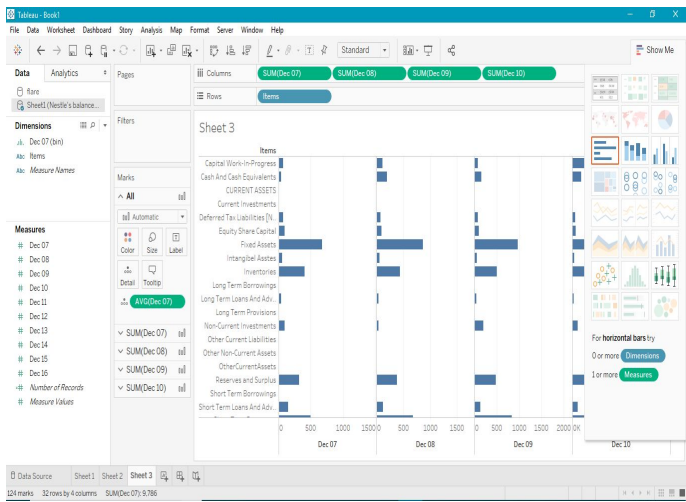 Tableau - Book1
File Data Worksheet Dashboard Story Analysis Map Format Server Window Help
Standard
Show Me
Data Analytics
flare
Sheet1 (Nestle's balance...
Dimensions
Abc Dec 07 (bin)
Abc Items
Abc Measure Names
Measures
# Dec 07
# Dec 08
# Dec 09
# Dec 10
# Dec 11
# Dec 12
# Dec 13
# Dec 14
# Dec 15
# Dec 16
# Number of Records
# Measure Values
Pages
Filters
Marks
All
Automatic
Color Size Label
Detail Tooltip
AVG(Dec 07)
SUM(Dec 07)
SUM(Dec 08)
SUM(Dec 09)
SUM(Dec 10)
Columns SUM(Dec 07) SUM(Dec 08) SUM(Dec 09) SUM(Dec 10)
Rows Items
Sheet 3
Items
Capital Work-In-Progress
Cash And Cash Equivalents
CURRENT ASSETS
Current Investments
Deferred Tax Liabilities [N..
Equity Share Capital
Fixed Assets
Intangibel Asstes
Inventories
Long Term Borrowings
Long Term Loans And Adv..
Long Term Provisions
Non-Current Investments
Other Current Liabilities
Other Non-Current Assets
OtherCurrentAssets
Reserves and Surplus
Short Term Borrowings
Short Term Loans And Adv..
0 500 1000 1500 0 500 1000 1500 0 500 1000 1500 2000 0K
Dec 07 Dec 08 Dec 09 Dec 10
For horizontal bars try
0 or more Dimensions
1 or more Measures
Data Source Sheet 1 Sheet 2 Sheet 3
124 marks 32 rows by 4 columns SUM(Dec 07): 9,786